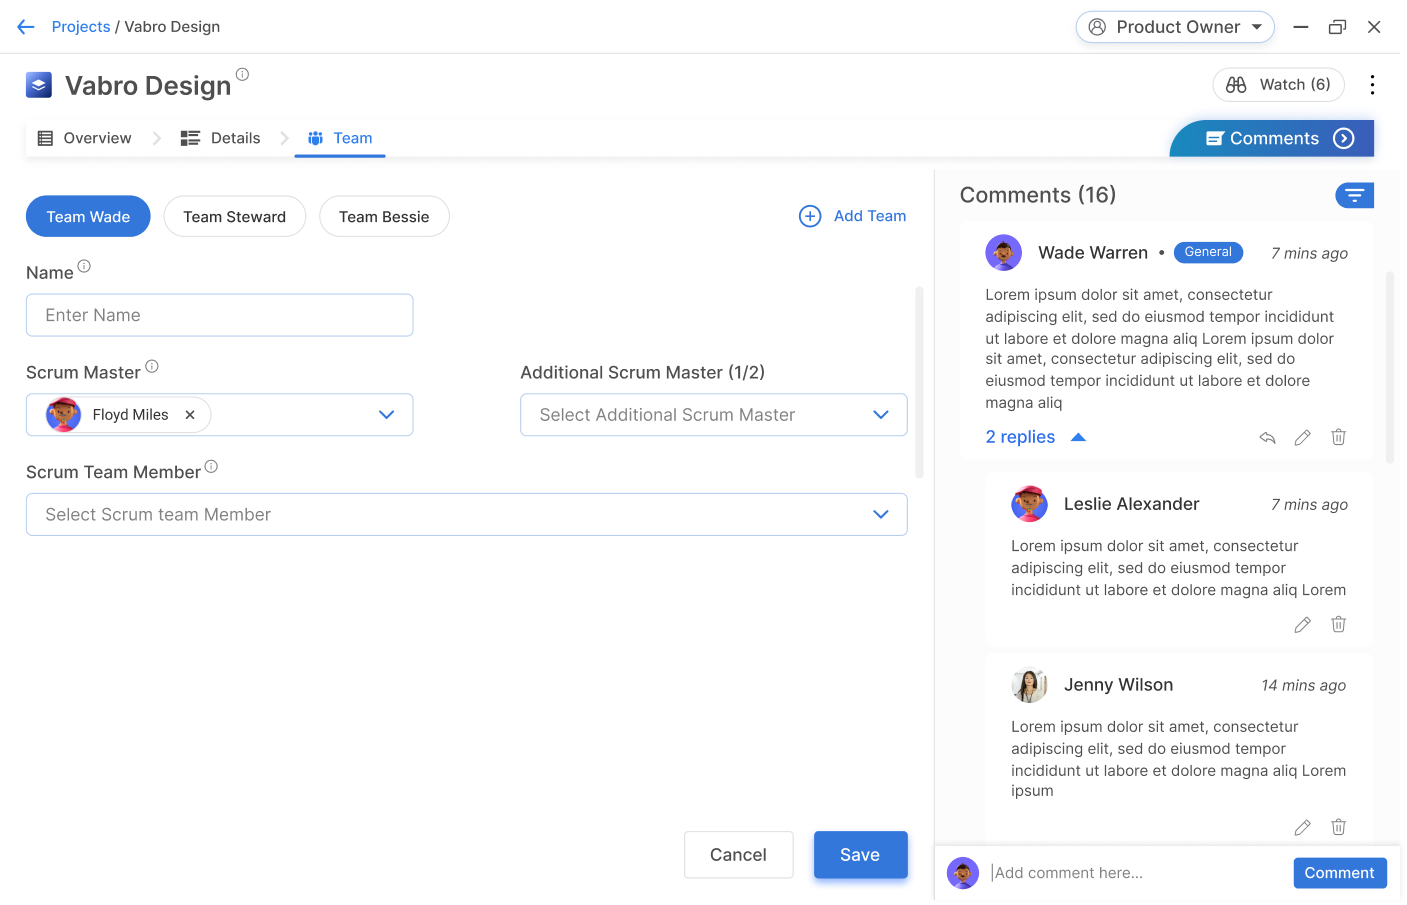 Projects / Vabro Design
Product Owner
Vabro Design
Watch (6)
Overview
Details
Team
Comments
Team Wade
Team Steward
Team Bessie
Add Team
Name
Enter Name
Scrum Master
Floyd Miles
Additional Scrum Master (1/2)
Select Additional Scrum Master
Scrum Team Member
Select Scrum team Member
Cancel
Save
Comments (16)
Wade Warren • General 7 mins ago
Lorem ipsum dolor sit amet, consectetur
adipiscing elit, sed do eiusmod tempor incididunt
ut labore et dolore magna aliq Lorem ipsum dolor
sit amet, consectetur adipiscing elit, sed do
eiusmod tempor incididunt ut labore et dolore
magna aliq
2 replies
Leslie Alexander 7 mins ago
Lorem ipsum dolor sit amet, consectetur
adipiscing elit, sed do eiusmod tempor
incididunt ut labore et dolore magna aliq Lorem
Jenny Wilson 14 mins ago
Lorem ipsum dolor sit amet, consectetur
adipiscing elit, sed do eiusmod tempor
incididunt ut labore et dolore magna aliq Lorem
ipsum
Add comment here...
Comment